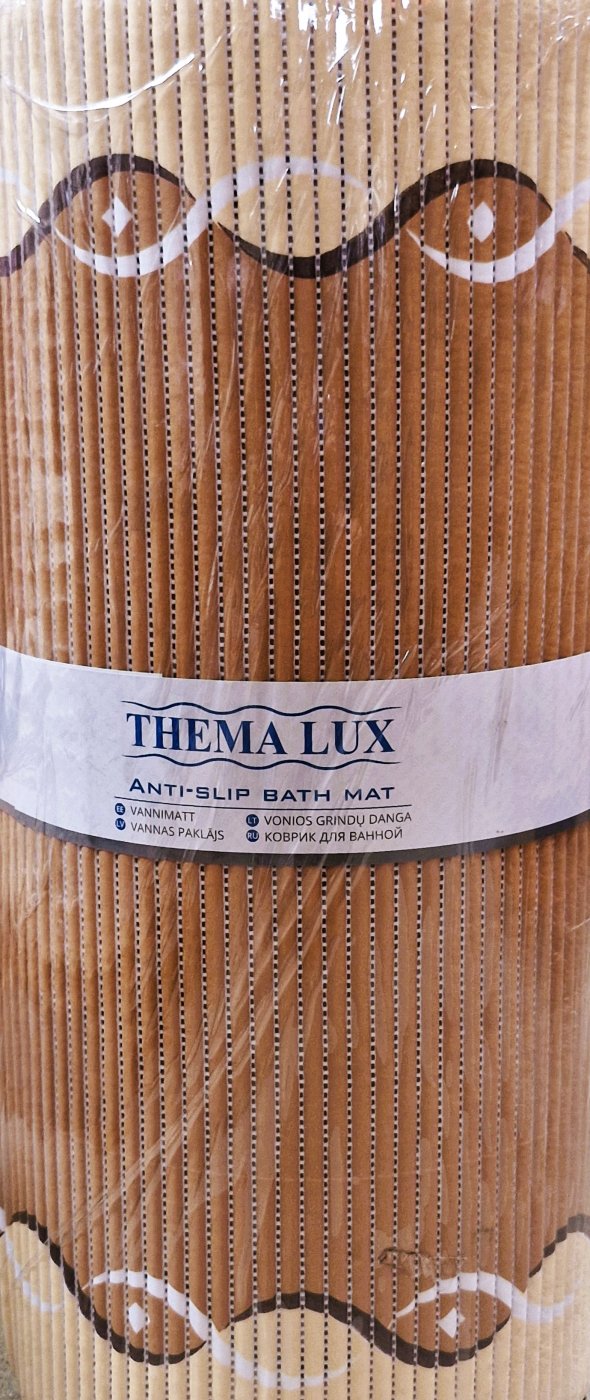 THEMA LUX
ANTI-SLIP BATH MAT
EE VANNIMATT
LV VANNAS PAKLĀJS
LT VONIOS GRINDŲ DANGA
RU КОВРИК ДЛЯ ВАННОЙ